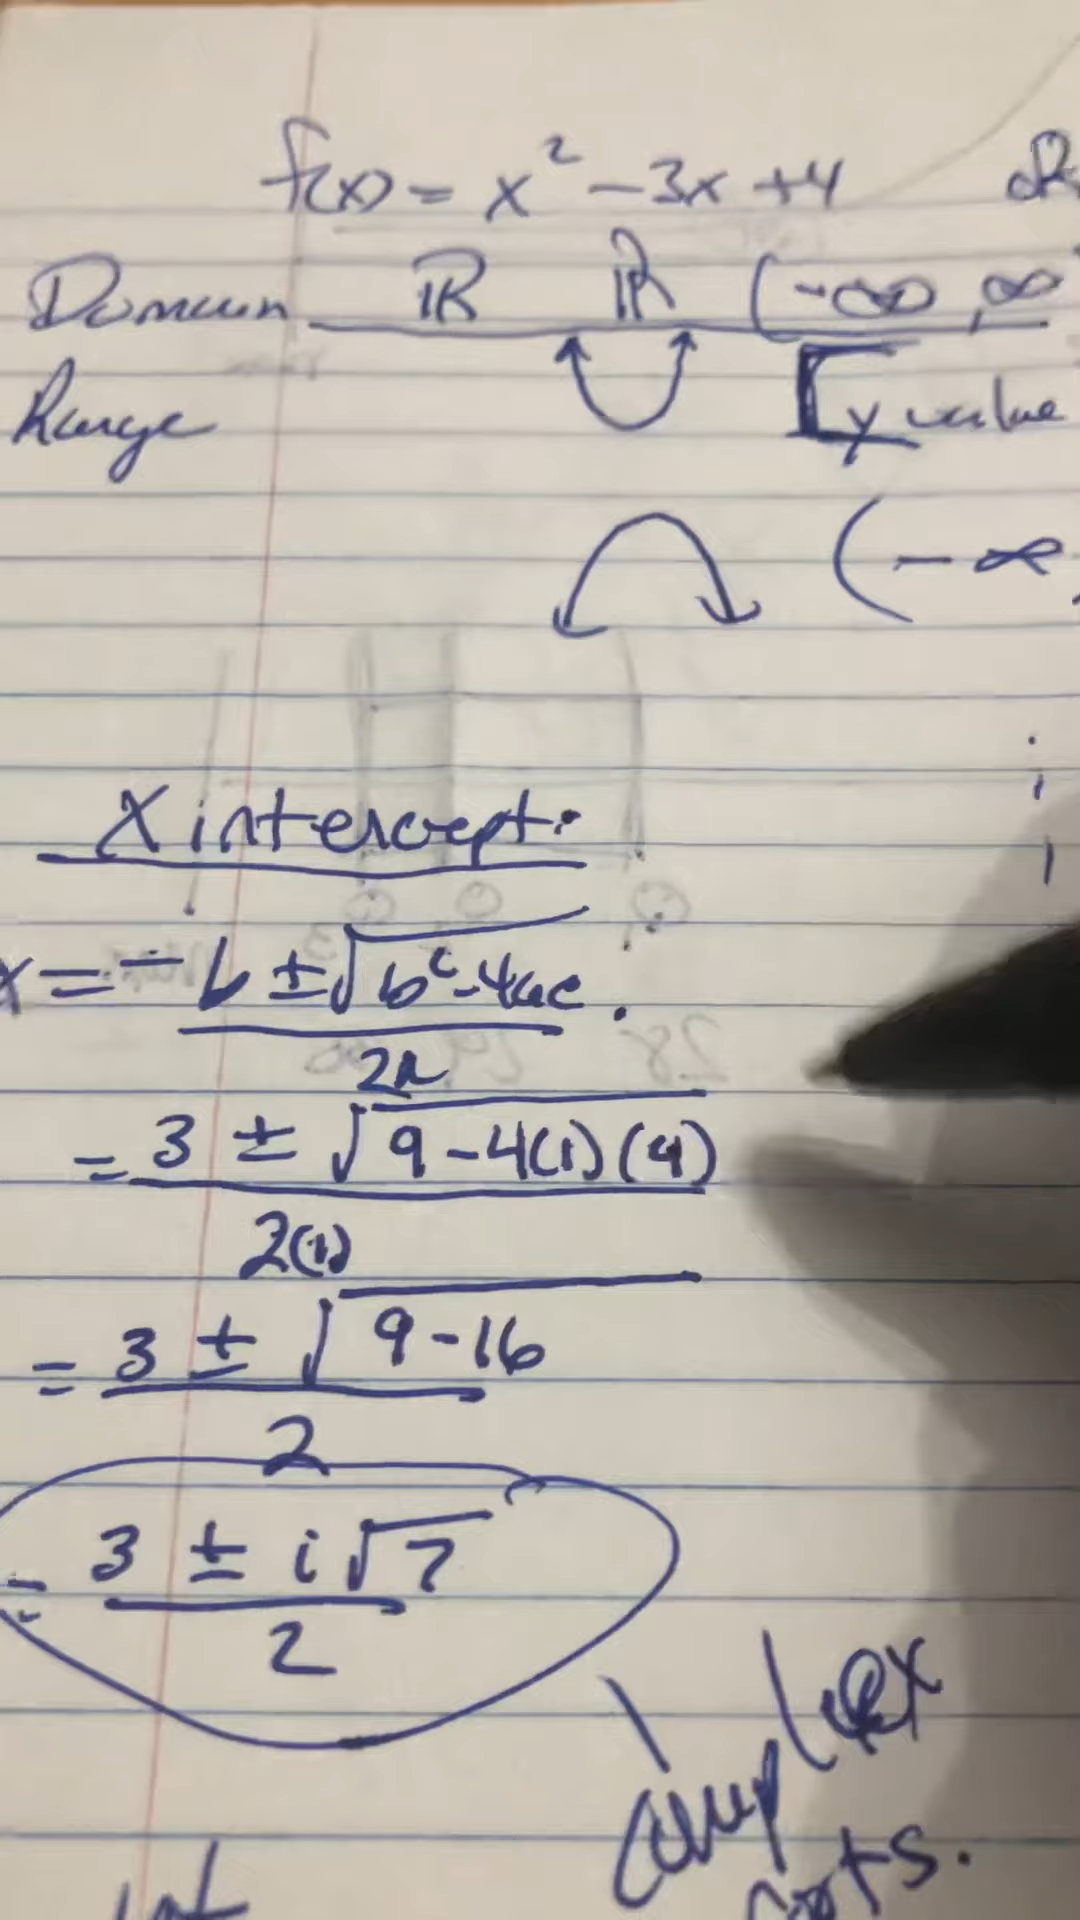 f(x) = x² - 3x + 4
Domain ℝ ℝ (-∞, ∞
Range [y value
(-∞,
X intercept:
x = -b ± √b² - 4ac
2a
= 3 ± √9 - 4(1)(4)
2(1)
= 3 ± √9 - 16
2
= 3 ± i√7
2
complex
roots.
int